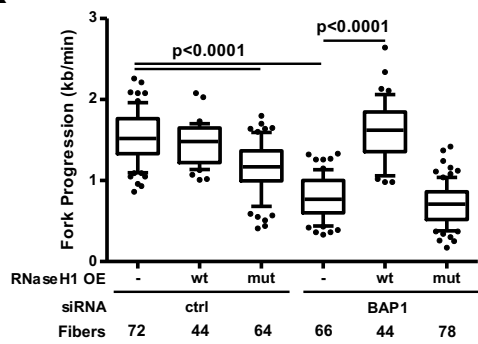 p<0.0001
p<0.0001
Fork Progression (kb/min)
3
2
1
0
RNaseH1 OE - wt mut - wt mut
siRNA ctrl BAP1
Fibers 72 44 64 66 44 78